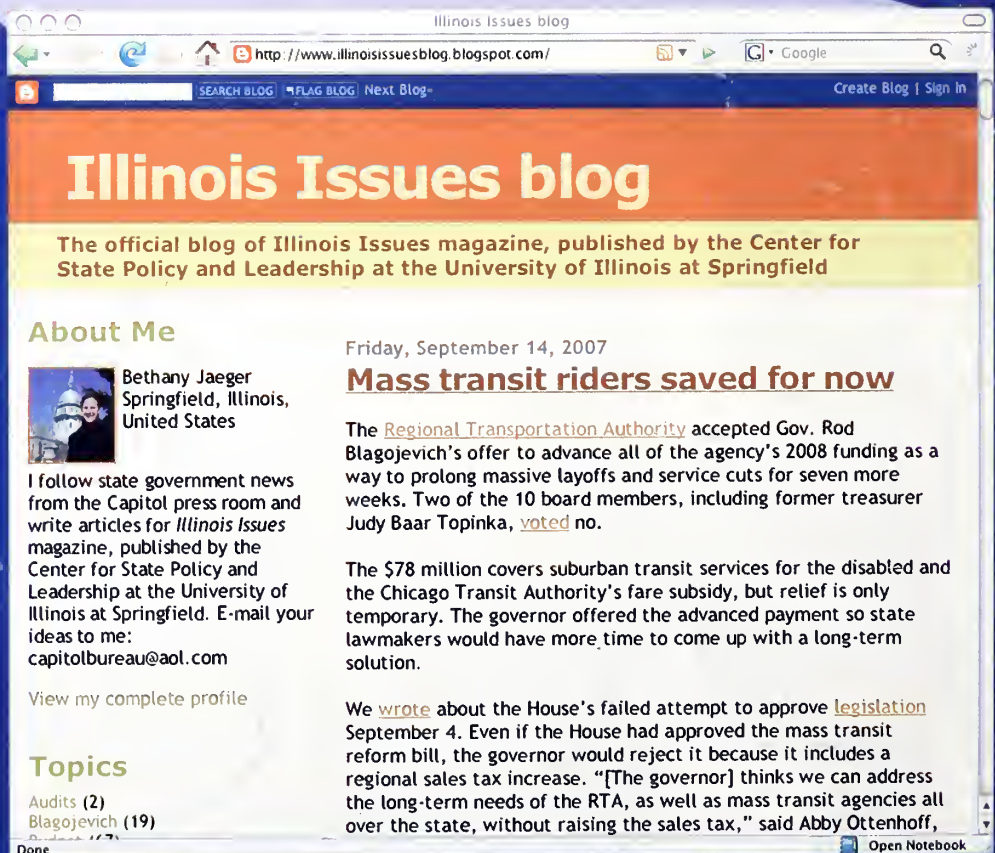 Illinois Issues blog
http://www.illinoisissuesblog.blogspot.com/
G
Google
SEARCH BLOG
FLAG BLOG
Next Blog»
Create Blog | Sign In
Illinois Issues blog
The official blog of Illinois Issues magazine, published by the Center for
State Policy and Leadership at the University of Illinois at Springfield
About Me
Bethany Jaeger
Springfield, Illinois,
United States
I follow state government news
from the Capitol press room and
write articles for Illinois Issues
magazine, published by the
Center for State Policy and
Leadership at the University of
Illinois at Springfield. E-mail your
ideas to me:
capitolbureau@aol.com
View my complete profile
Topics
Audits (2)
Blagojevich (19)
Friday, September 14, 2007
Mass transit riders saved for now
The Regional Transportation Authority accepted Gov. Rod
Blagojevich's offer to advance all of the agency's 2008 funding as a
way to prolong massive layoffs and service cuts for seven more
weeks. Two of the 10 board members, including former treasurer
Judy Baar Topinka, voted no.
The $78 million covers suburban transit services for the disabled and
the Chicago Transit Authority's fare subsidy, but relief is only
temporary. The governor offered the advanced payment so state
lawmakers would have more time to come up with a long-term
solution.
We wrote about the House's failed attempt to approve legislation
September 4. Even if the House had approved the mass transit
reform bill, the governor would reject it because it includes a
regional sales tax increase. "[The governor] thinks we can address
the long-term needs of the RTA, as well as mass transit agencies all
over the state, without raising the sales tax," said Abby Ottenhoff,
Done
Open Notebook